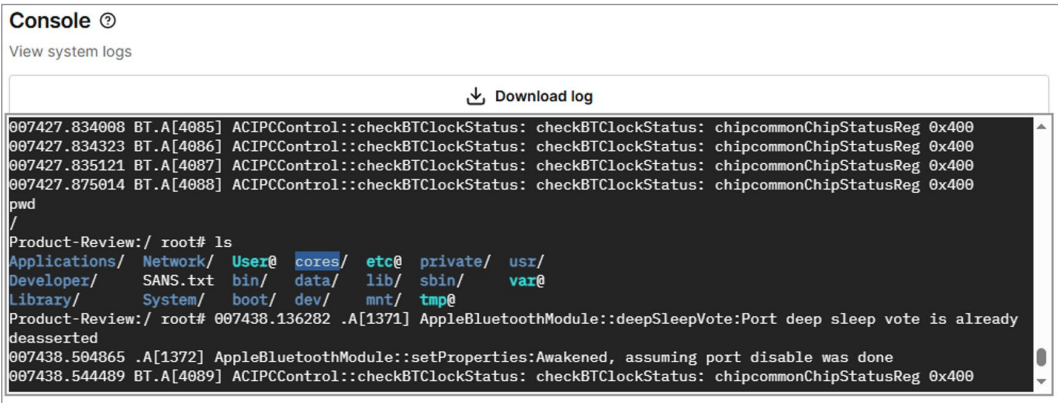 Console
View system logs
Download log
007427.834008 BT.A[4085] ACIPCControl::checkBTClockStatus: checkBTClockStatus: chipcommonChipStatusReg 0x400
007427.834323 BT.A[4086] ACIPCControl::checkBTClockStatus: checkBTClockStatus: chipcommonChipStatusReg 0x400
007427.835121 BT.A[4087] ACIPCControl::checkBTClockStatus: checkBTClockStatus: chipcommonChipStatusReg 0x400
007427.875014 BT.A[4088] ACIPCControl::checkBTClockStatus: checkBTClockStatus: chipcommonChipStatusReg 0x400
pwd
/
Product-Review:/ root# ls
Applications/ Network/ User@ cores/ etc@ private/ usr/
Developer/ SANS.txt bin/ data/ lib/ sbin/ var@
Library/ System/ boot/ dev/ mnt/ tmp@
Product-Review:/ root# 007438.136282 .A[1371] AppleBluetoothModule::deepSleepVote:Port deep sleep vote is already
deasserted
007438.504865 .A[1372] AppleBluetoothModule::setProperties:Awakened, assuming port disable was done
007438.544489 BT.A[4089] ACIPCControl::checkBTClockStatus: checkBTClockStatus: chipcommonChipStatusReg 0x400